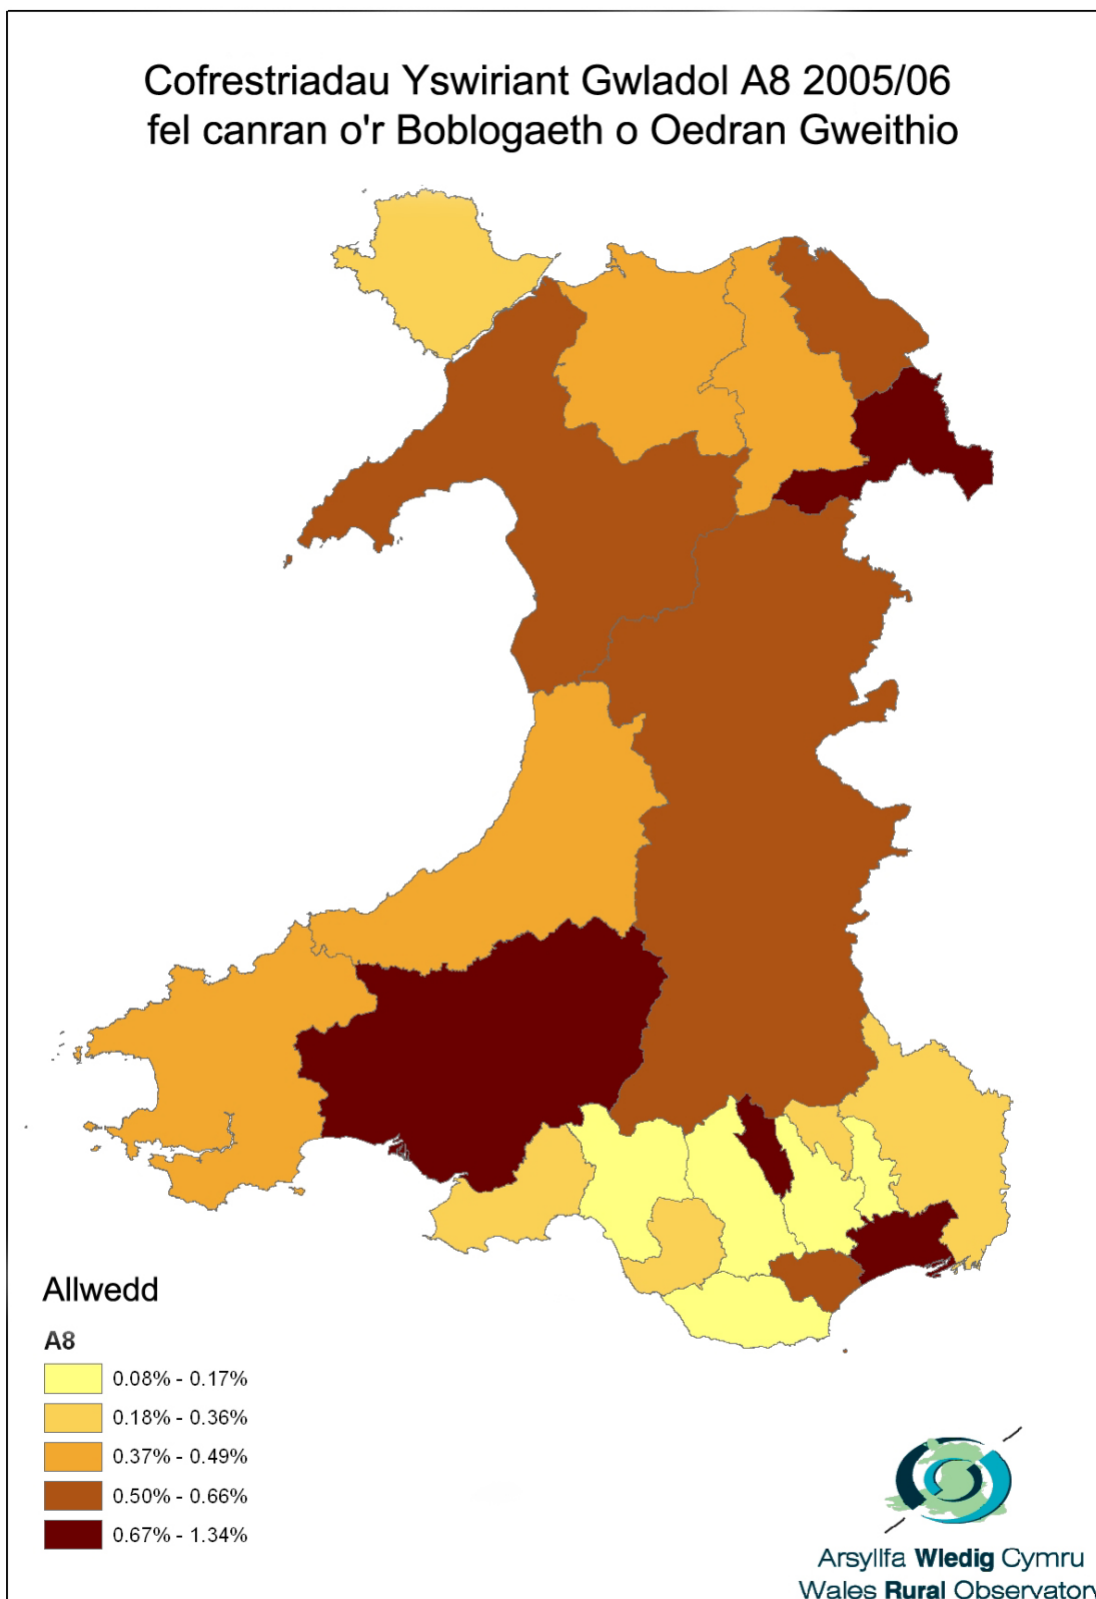 Cofrestriadau Yswiriant Gwladol A8 2005/06
fel canran o'r Boblogaeth o Oedran Gweithio
Allwedd
A8
0.08% - 0.17%
0.18% - 0.36%
0.37% - 0.49%
0.50% - 0.66%
0.67% - 1.34%
Arsyllfa Wledig Cymru
Wales Rural Observatory